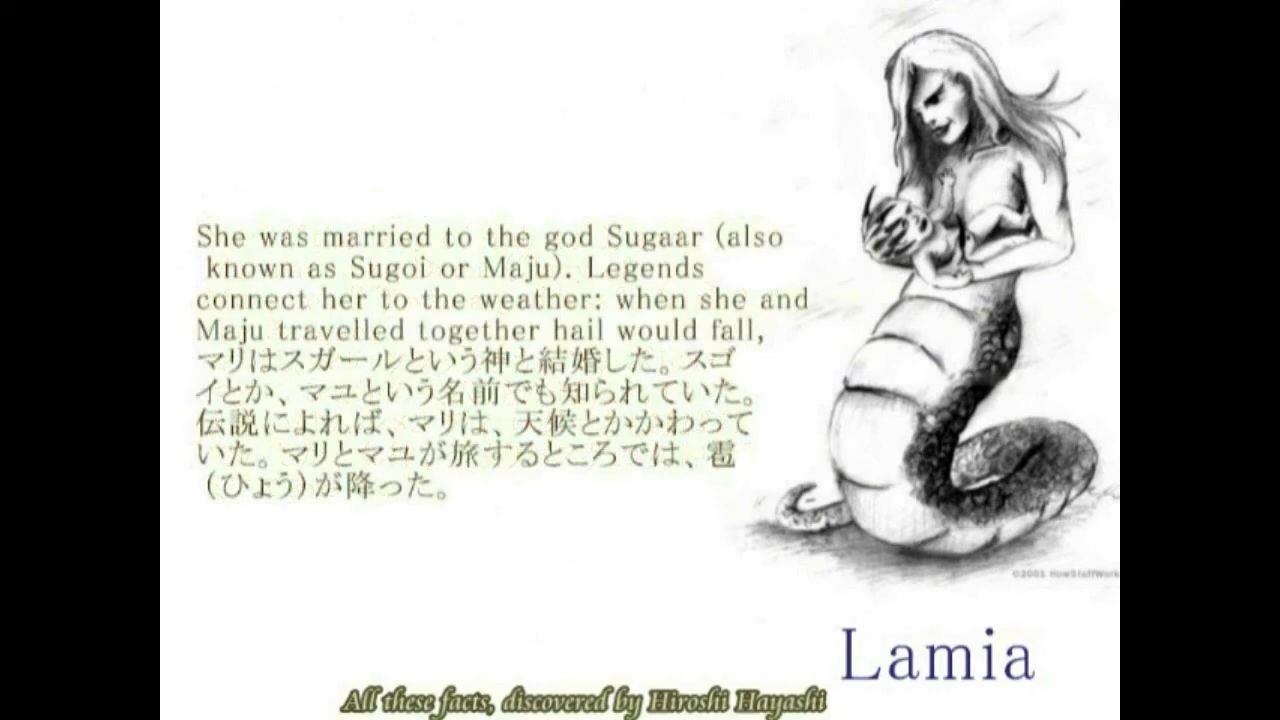 She was married to the god Sugaar (also
known as Sugoi or Maju). Legends
connect her to the weather: when she and
Maju travelled together hail would fall,
マリはスガールという神と結婚した。スゴ
イとか、マユという名前でも知られていた。
伝説によれば、マリは、天候とかかわって
いた。マリとマユが旅するところでは、雹
（ひょう）が降った。
©2001 HowStuffWork
Lamia
All these facts, discovered by Hiroshi Hayashi